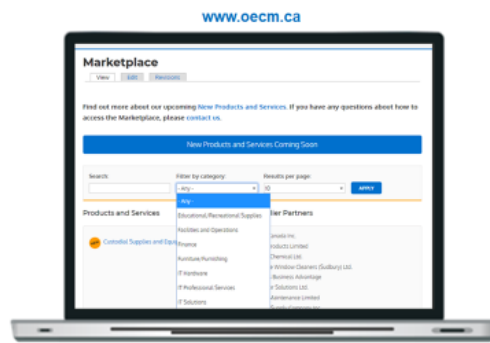 www.oecm.ca
Marketplace
View Edit Revisions
Find out more about our upcoming New Products and Services. If you have any questions about how to
access the Marketplace, please contact us.
New Products and Services Coming Soon
Search: Filter by category: Results per page:
- Any - 10 APPLY
- Any -
Products and Services lier Partners
Educational/Recreational Supplies
Facilities and Operations
Custodial Supplies and Equi
Finance
roducts Limited
Furniture/Furnishing
Chemical Ltd.
Window Cleaners (Sudbury) Ltd.
IT Hardware
Business Advantage
IT Professional Services
Solutions Ltd.
Maintenance Limited
IT Solutions